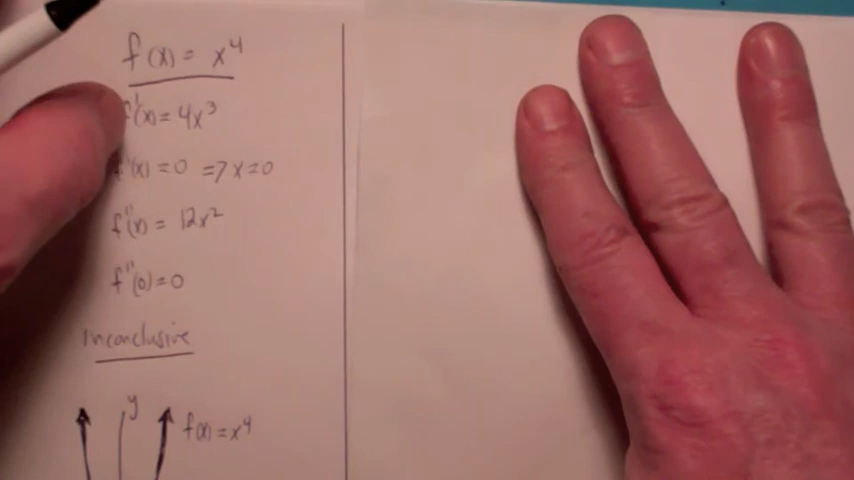 f(x) = x⁴
f'(x) = 4x³
f'(x) = 0 => x = 0
f''(x) = 12x²
f''(0) = 0
Inconclusive
y
f(x) = x⁴